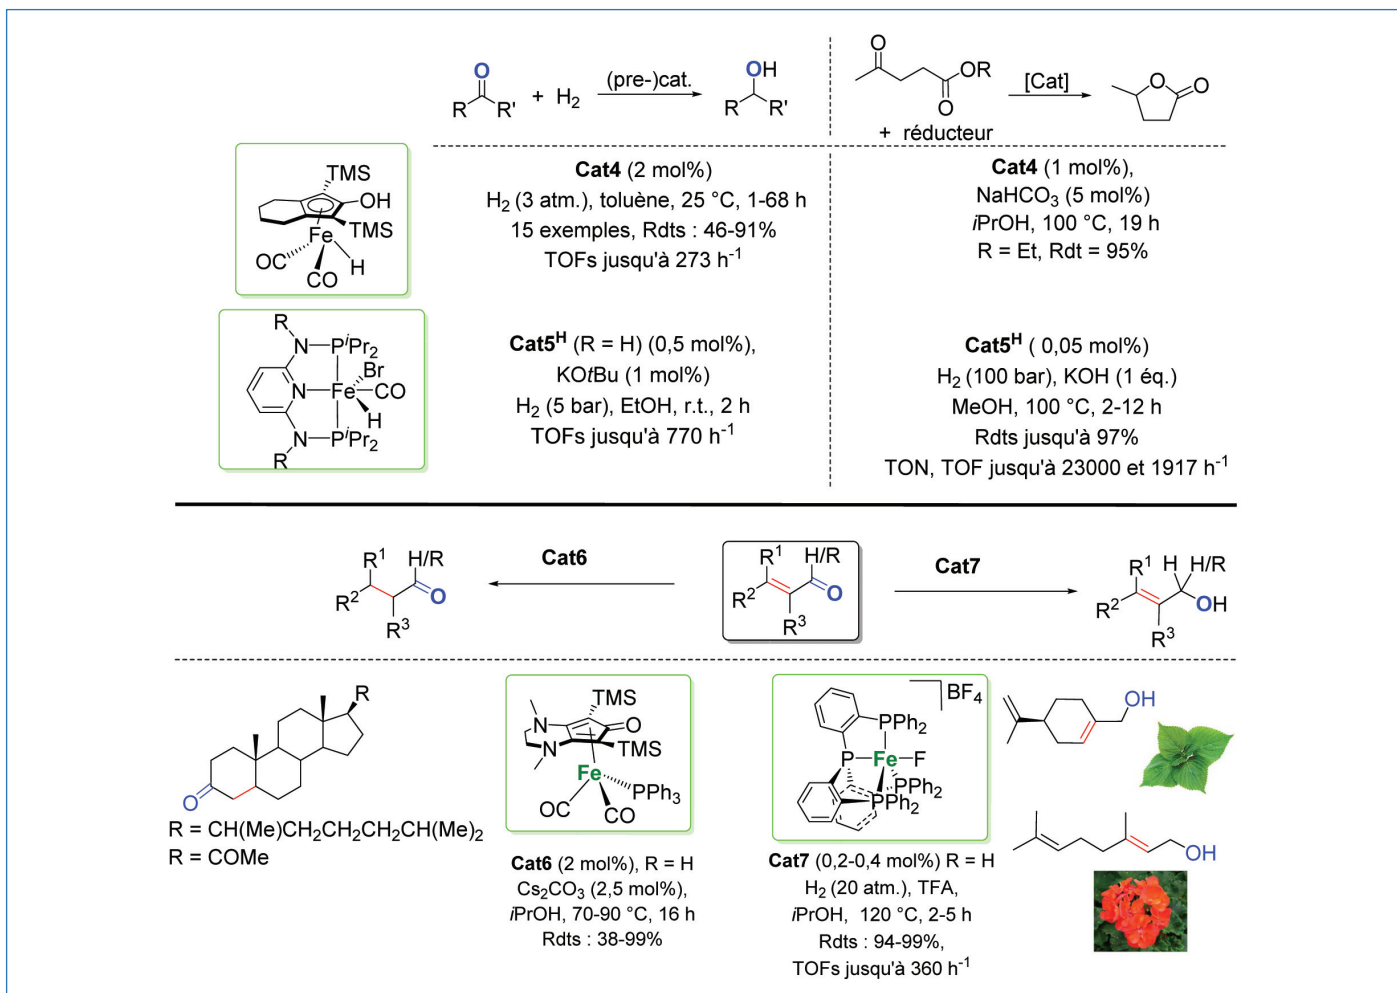 O
R R' + H2 (pre-)cat. OH
R R'
O
OR
O
+ réducteur
[Cat]
O
O
TMS
OH
TMS
Fe
OC
CO
H
Cat4 (2 mol%)
H2 (3 atm.), toluène, 25 °C, 1-68 h
15 exemples, Rdts : 46-91%
TOFs jusqu'à 273 h-1
Cat4 (1 mol%),
NaHCO3 (5 mol%)
iPrOH, 100 °C, 19 h
R = Et, Rdt = 95%
R
N PiPr2
Br
N Fe CO
H
N PiPr2
R
Cat5H (R = H) (0,5 mol%),
KOtBu (1 mol%)
H2 (5 bar), EtOH, r.t., 2 h
TOFs jusqu'à 770 h-1
Cat5H ( 0,05 mol%)
H2 (100 bar), KOH (1 éq.)
MeOH, 100 °C, 2-12 h
Rdts jusqu'à 97%
TON, TOF jusqu'à 23000 et 1917 h-1
R1 H/R
R2 O
R3
Cat6
R1 H/R
R2 O
R3
Cat7
R1 H H/R
R2 OH
R3
R
O
R = CH(Me)CH2CH2CH2CH(Me)2
R = COMe
N TMS
O
N TMS
Fe
OC PPh3
CO
Cat6 (2 mol%), R = H
Cs2CO3 (2,5 mol%),
iPrOH, 70-90 °C, 16 h
Rdts : 38-99%
BF4
PPh2
P Fe F
PPh2
PPh2
Cat7 (0,2-0,4 mol%) R = H
H2 (20 atm.), TFA,
iPrOH, 120 °C, 2-5 h
Rdts : 94-99%,
TOFs jusqu'à 360 h-1
OH
OH